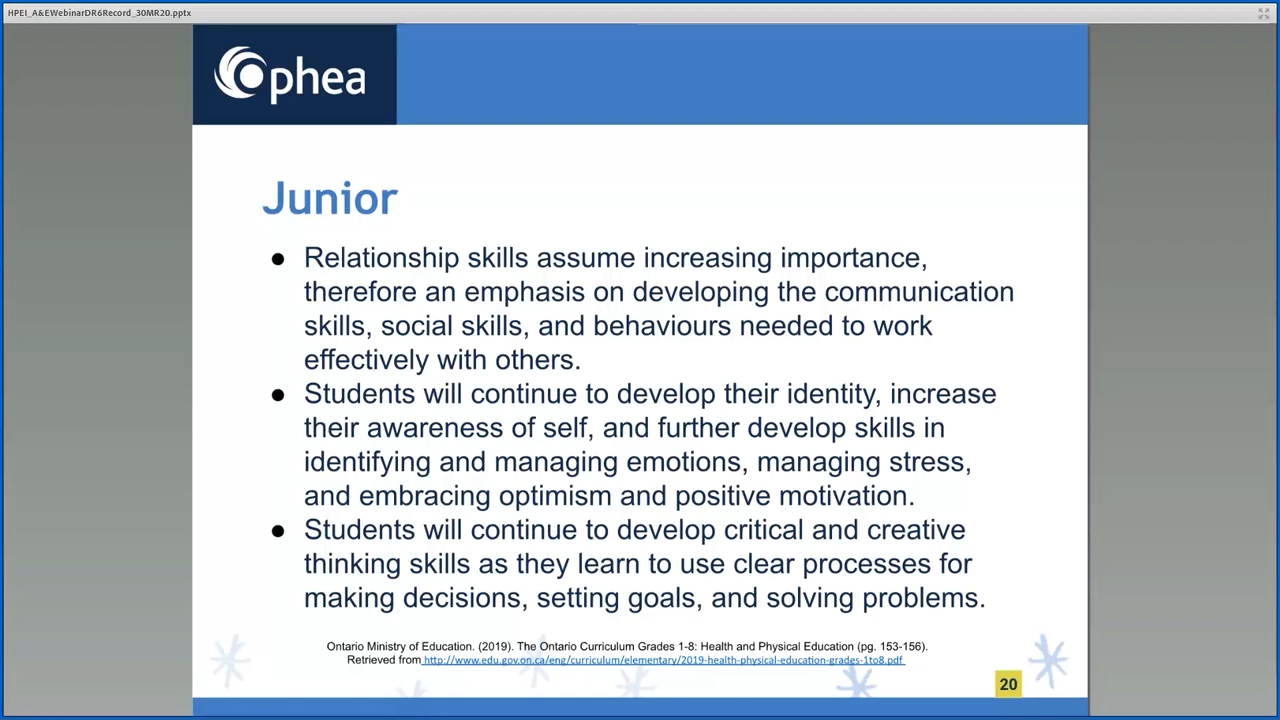 HPEI_A&EWebinarDR6Record_30MR20.pptx
phea
Junior
● Relationship skills assume increasing importance,
therefore an emphasis on developing the communication
skills, social skills, and behaviours needed to work
effectively with others.
● Students will continue to develop their identity, increase
their awareness of self, and further develop skills in
identifying and managing emotions, managing stress,
and embracing optimism and positive motivation.
● Students will continue to develop critical and creative
thinking skills as they learn to use clear processes for
making decisions, setting goals, and solving problems.
Ontario Ministry of Education. (2019). The Ontario Curriculum Grades 1-8: Health and Physical Education (pg. 153-156).
Retrieved from http://www.edu.gov.on.ca/eng/curriculum/elementary/2019-health-physical-education-grades-1to8.pdf
20